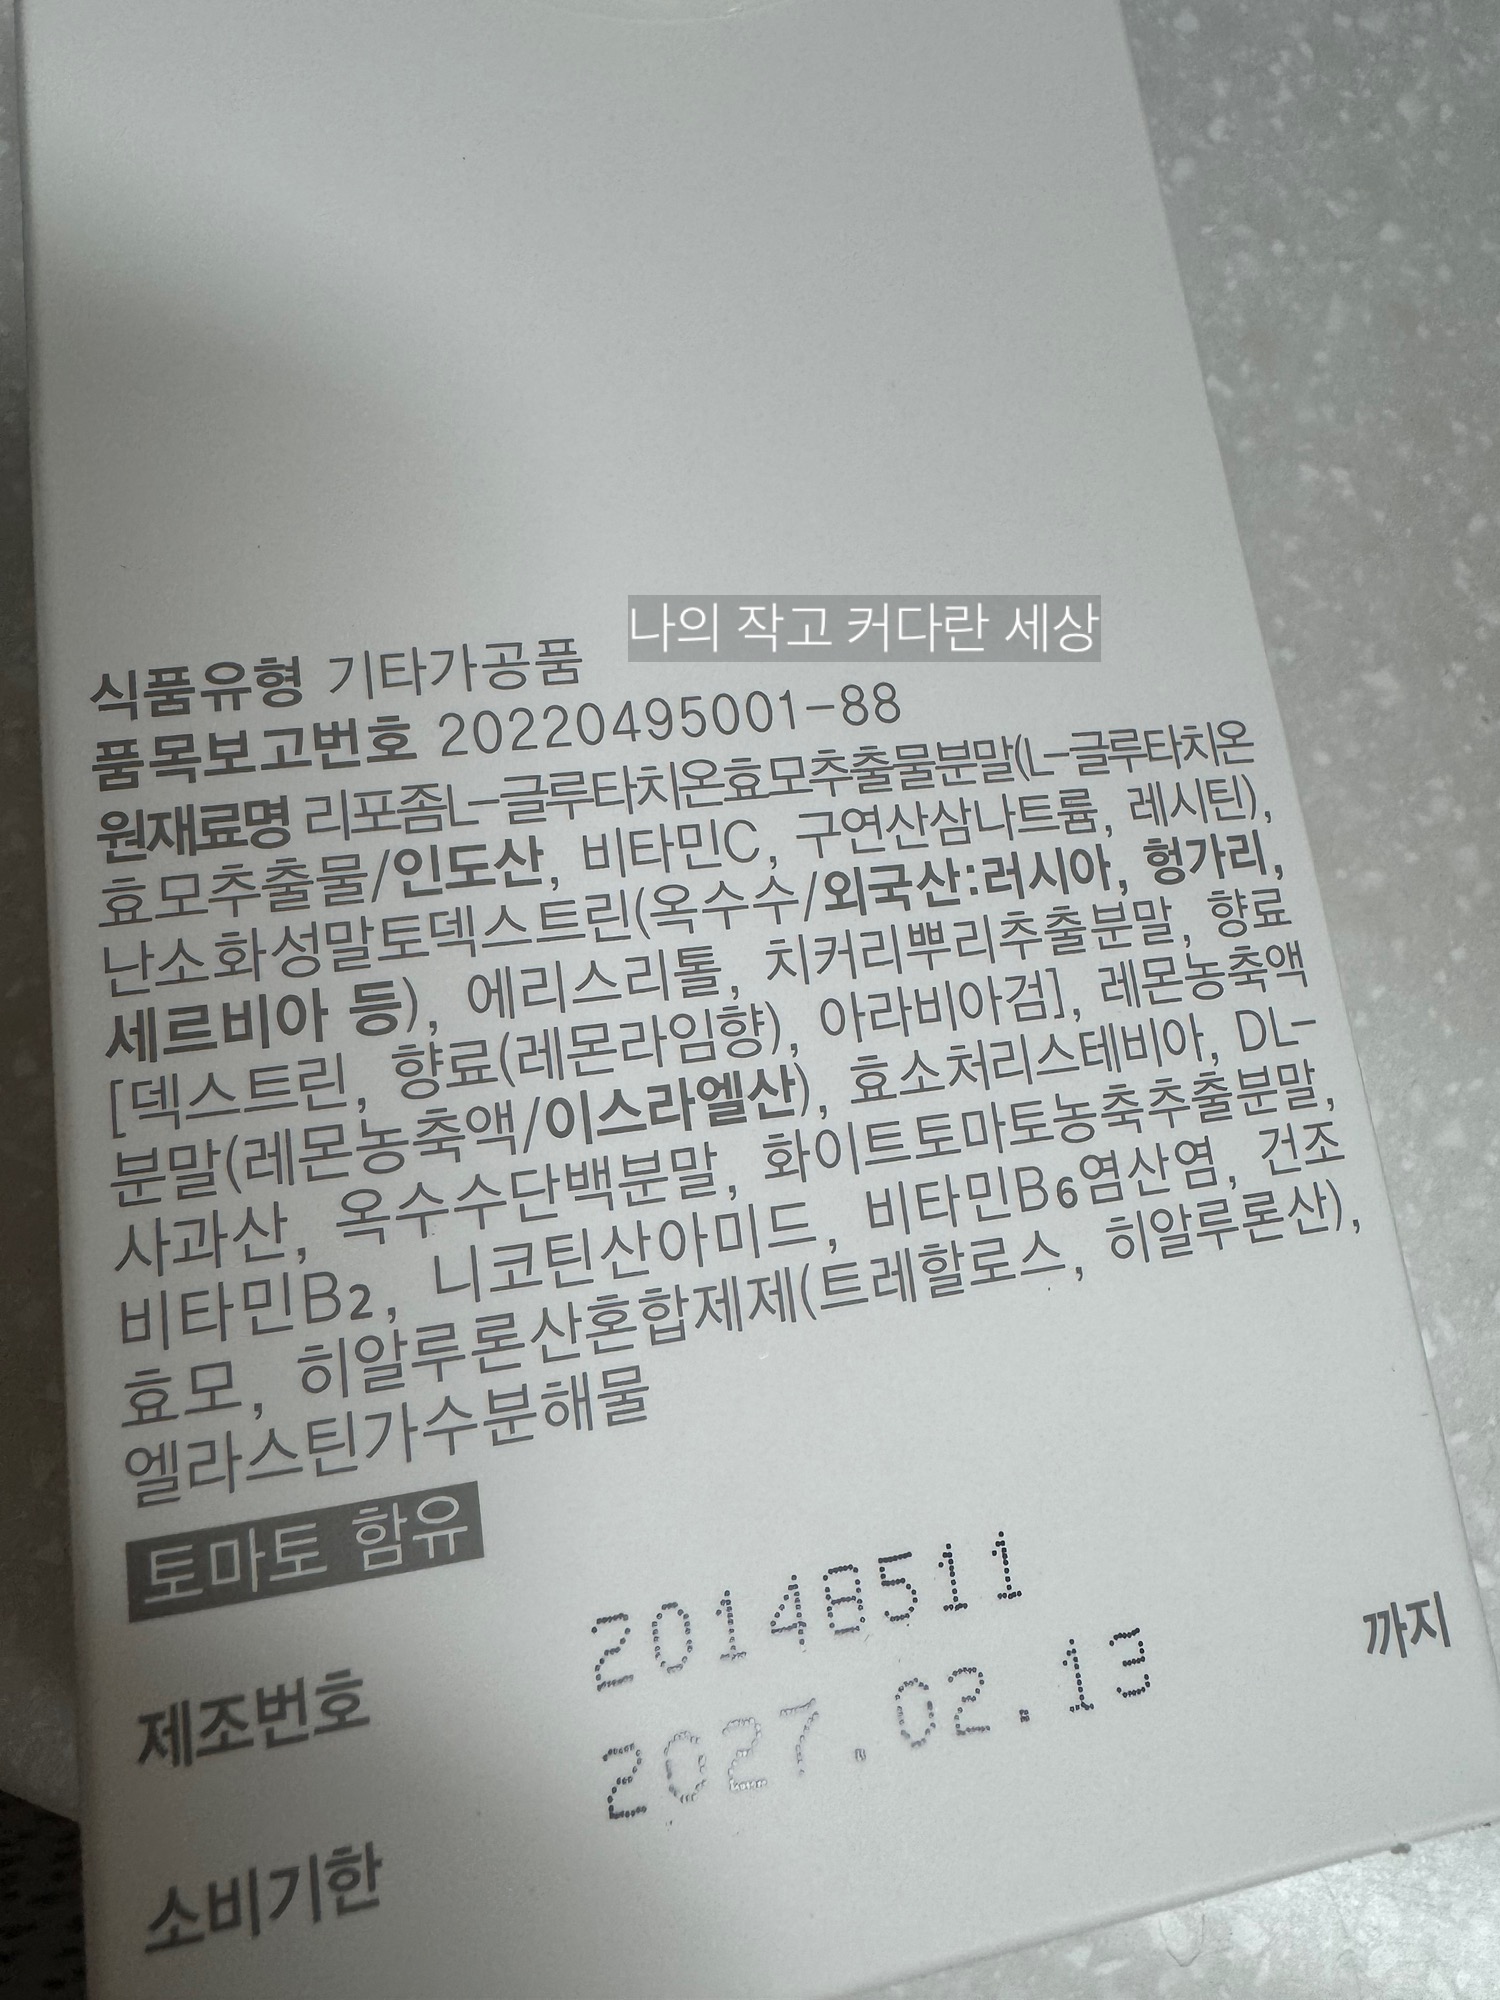 나의 작고 커다란 세상
식품유형 기타가공품
품목보고번호 20220495001-88
원재료명 리포좀L-글루타치온효모추출물분말(L-글루타치온
효모추출물/인도산, 비타민C, 구연산삼나트륨, 레시틴),
난소화성말토덱스트린(옥수수/외국산:러시아, 헝가리,
세르비아 등), 에리스리톨, 치커리뿌리추출분말, 향료
[덱스트린, 향료(레몬라임향), 아라비아검], 레몬농축액
분말(레몬농축액/이스라엘산), 효소처리스테비아, DL-
사과산, 옥수수단백분말, 화이트토마토농축추출분말,
비타민B2, 니코틴산아미드, 비타민B6염산염, 건조
효모, 히알루론산혼합제제(트레할로스, 히알루론산),
엘라스틴가수분해물
토마토 함유
제조번호 20148511
소비기한 2027.02.13 까지